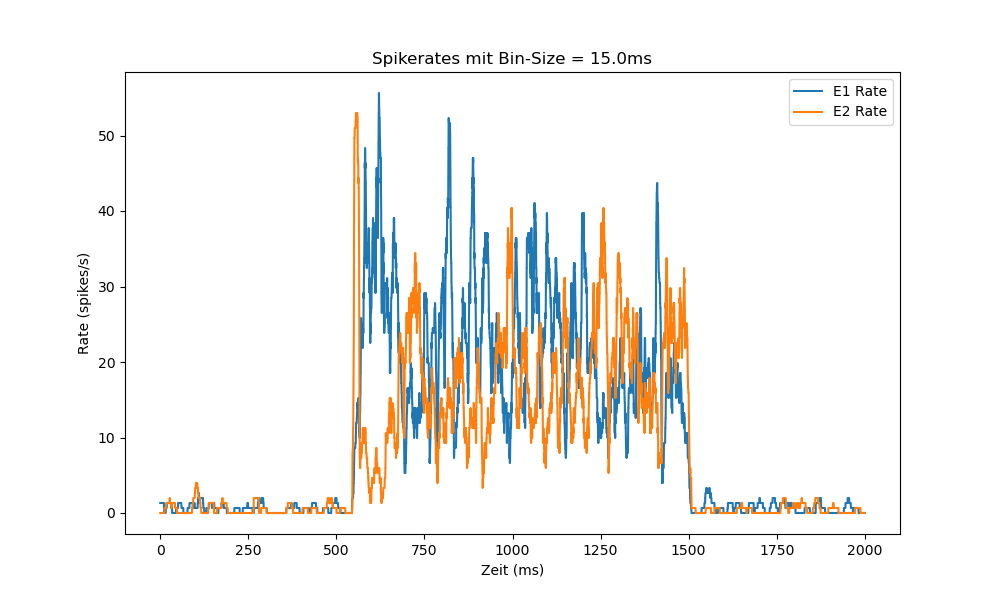 Spikerates mit Bin-Size = 15.0ms
E1 Rate
E2 Rate
Rate (spikes/s)
50
40
30
20
10
0
0 250 500 750 1000 1250 1500 1750 2000
Zeit (ms)